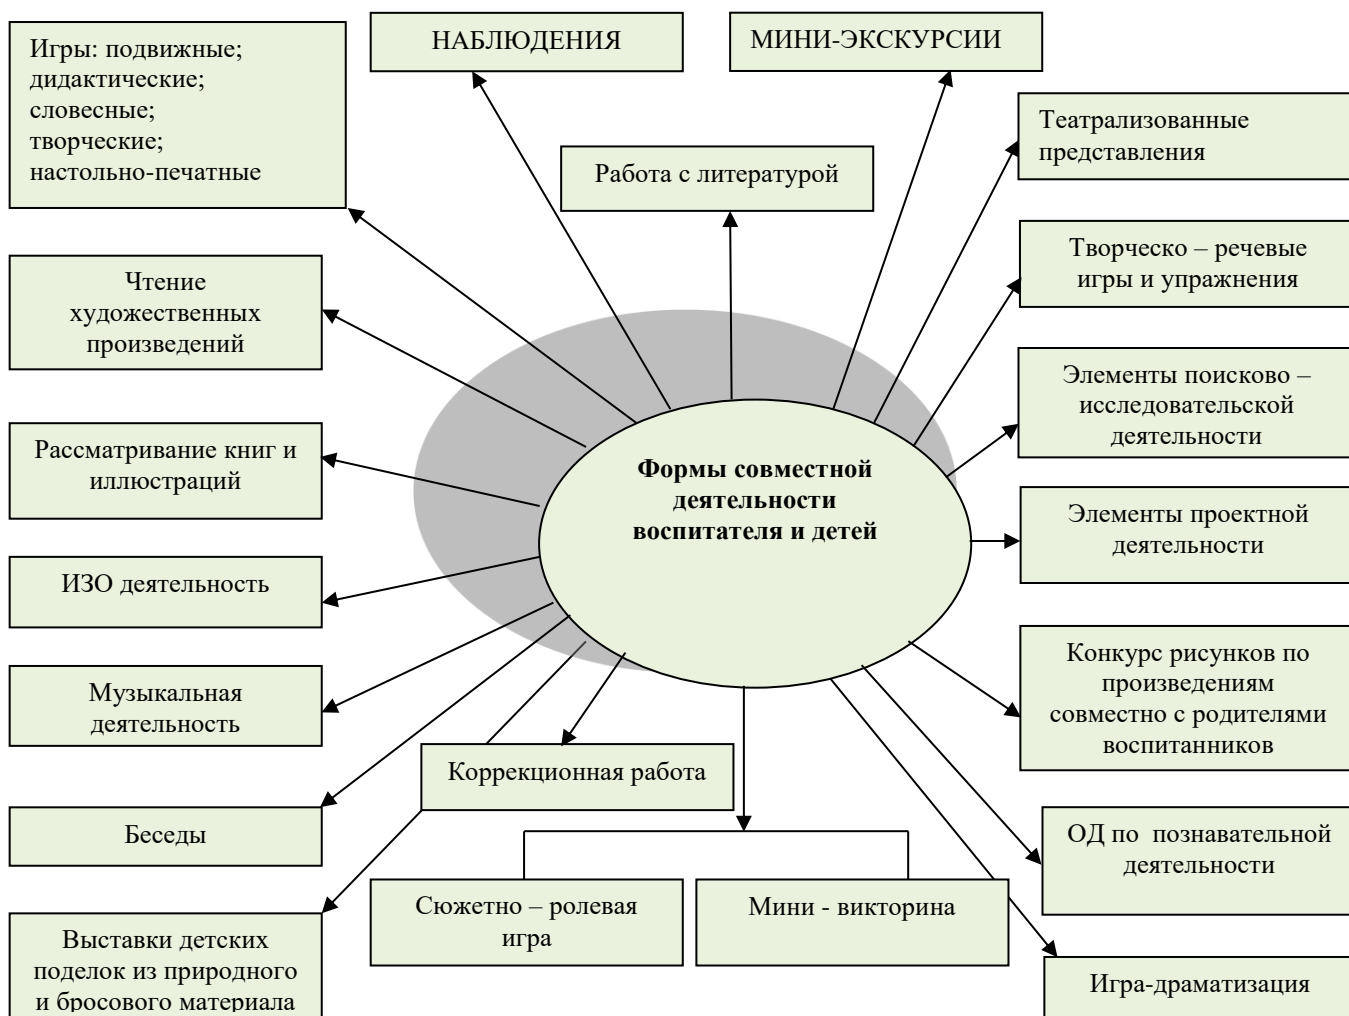 Игры: подвижные;
дидактические;
словесные;
творческие;
настольно-печатные
НАБЛЮДЕНИЯ
МИНИ-ЭКСКУРСИИ
Театрализованные
представления
Работа с литературой
Творческо – речевые
игры и упражнения
Чтение
художественных
произведений
Элементы поисково –
исследовательской
деятельности
Рассматривание книг и
иллюстраций
Формы совместной
деятельности
воспитателя и детей
Элементы проектной
деятельности
ИЗО деятельность
Конкурс рисунков по
произведениям
совместно с родителями
воспитанников
Музыкальная
деятельность
Коррекционная работа
Беседы
ОД по  познавательной
деятельности
Сюжетно – ролевая
игра
Мини - викторина
Выставки детских
поделок из природного
и бросового материала
Игра-драматизация